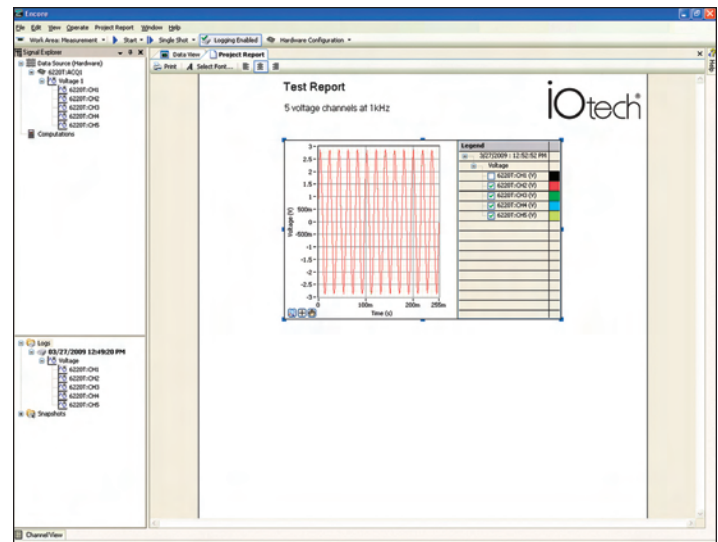 Encore
File Edit View Operate Project Report Window Help
Work Area: Measurement Start Single Shot Logging Enabled Hardware Configuration
Signal Explorer
Data View Project Report
Help
Print A Select Font...
Data Source (Hardware)
6220T:ACQ1
Voltage 1
6220T:CH1
6220T:CH2
6220T:CH3
6220T:CH4
6220T:CH5
Computations
Test Report
5 voltage channels at 1kHz
iOtech
Legend
3/27/2009 : 12:52:52 PM
Voltage
6220T:CH1 (V)
6220T:CH2 (V)
6220T:CH3 (V)
6220T:CH4 (V)
6220T:CH5 (V)
Voltage (V)
3
2.5
2
1.5
1
500m
0
-500m
-1
-1.5
-2
-2.5
-3
0 100m 200m 255m
Time (s)
Logs
03/27/2009 12:49:20 PM
Voltage
6220T:CH1
6220T:CH2
6220T:CH3
6220T:CH4
6220T:CH5
Snapshots
Channel View